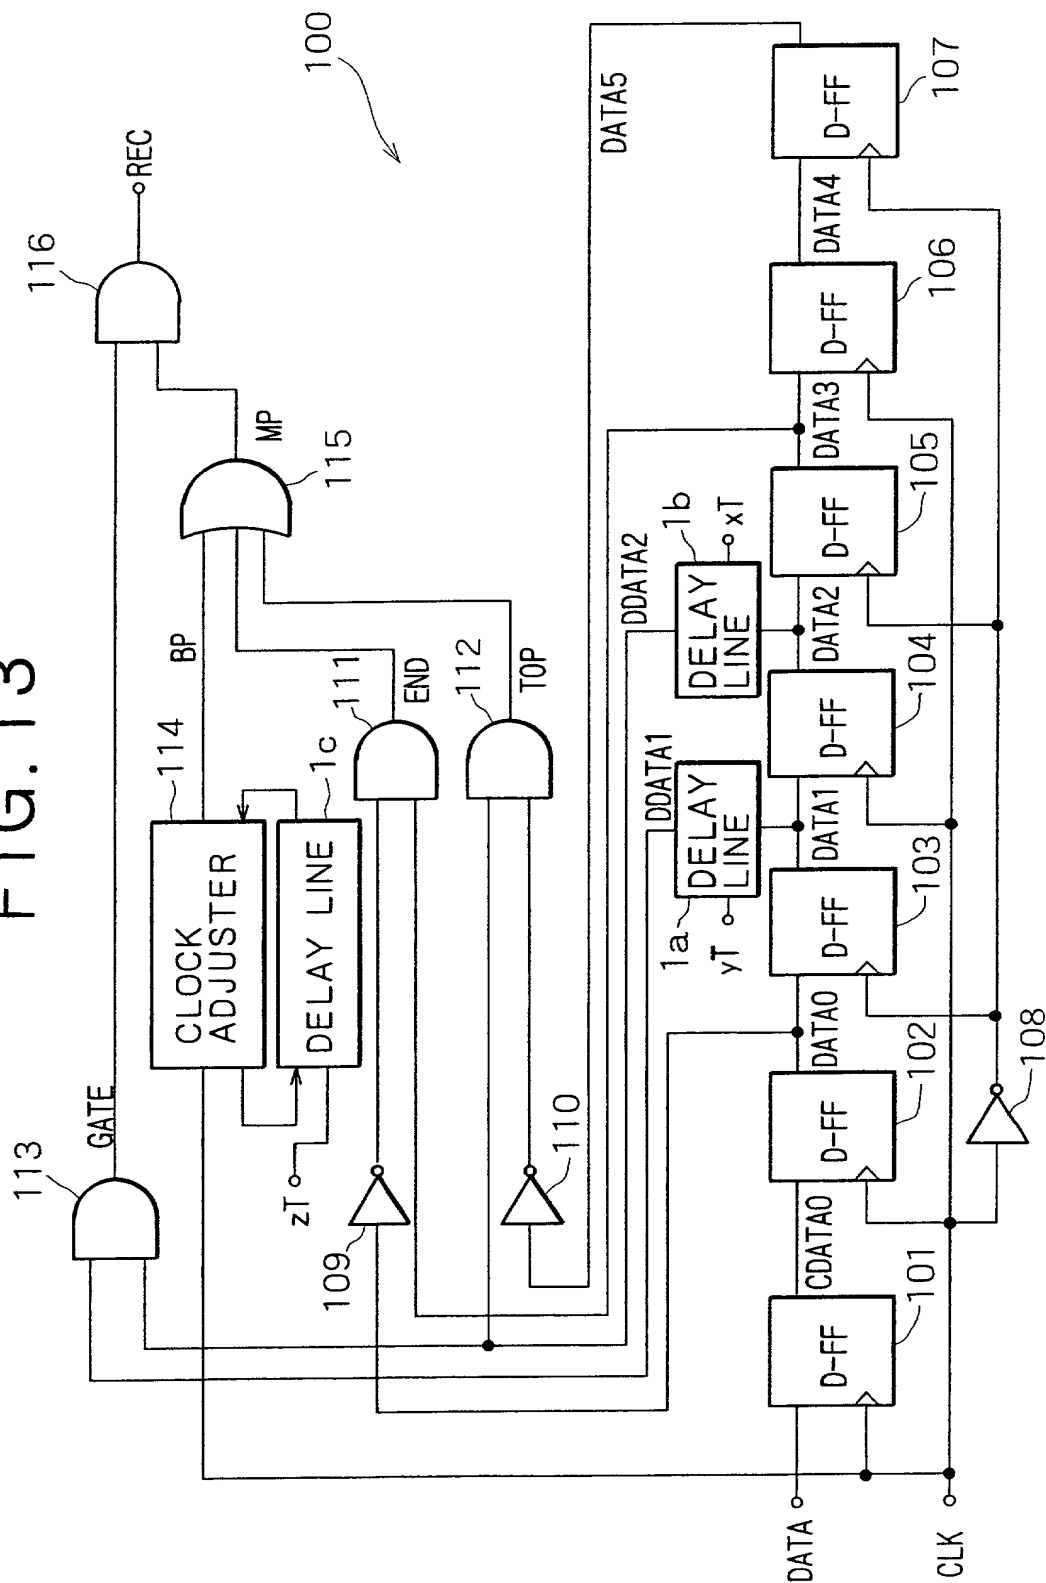 FIG. 13
100
113
GATE
116
REC
114
CLOCK
ADJUSTER
BP
115
MP
zT
DELAY LINE
1c
109
111
END
110
112
TOP
DDATA1
DDATA2
DATA5
1a
DELAY
LINE
yT
1b
DELAY
LINE
xT
DATA
D-FF
101
CDATA0
D-FF
102
DATA0
D-FF
103
DATA1
D-FF
104
DATA2
D-FF
105
DATA3
D-FF
106
DATA4
D-FF
107
CLK
108